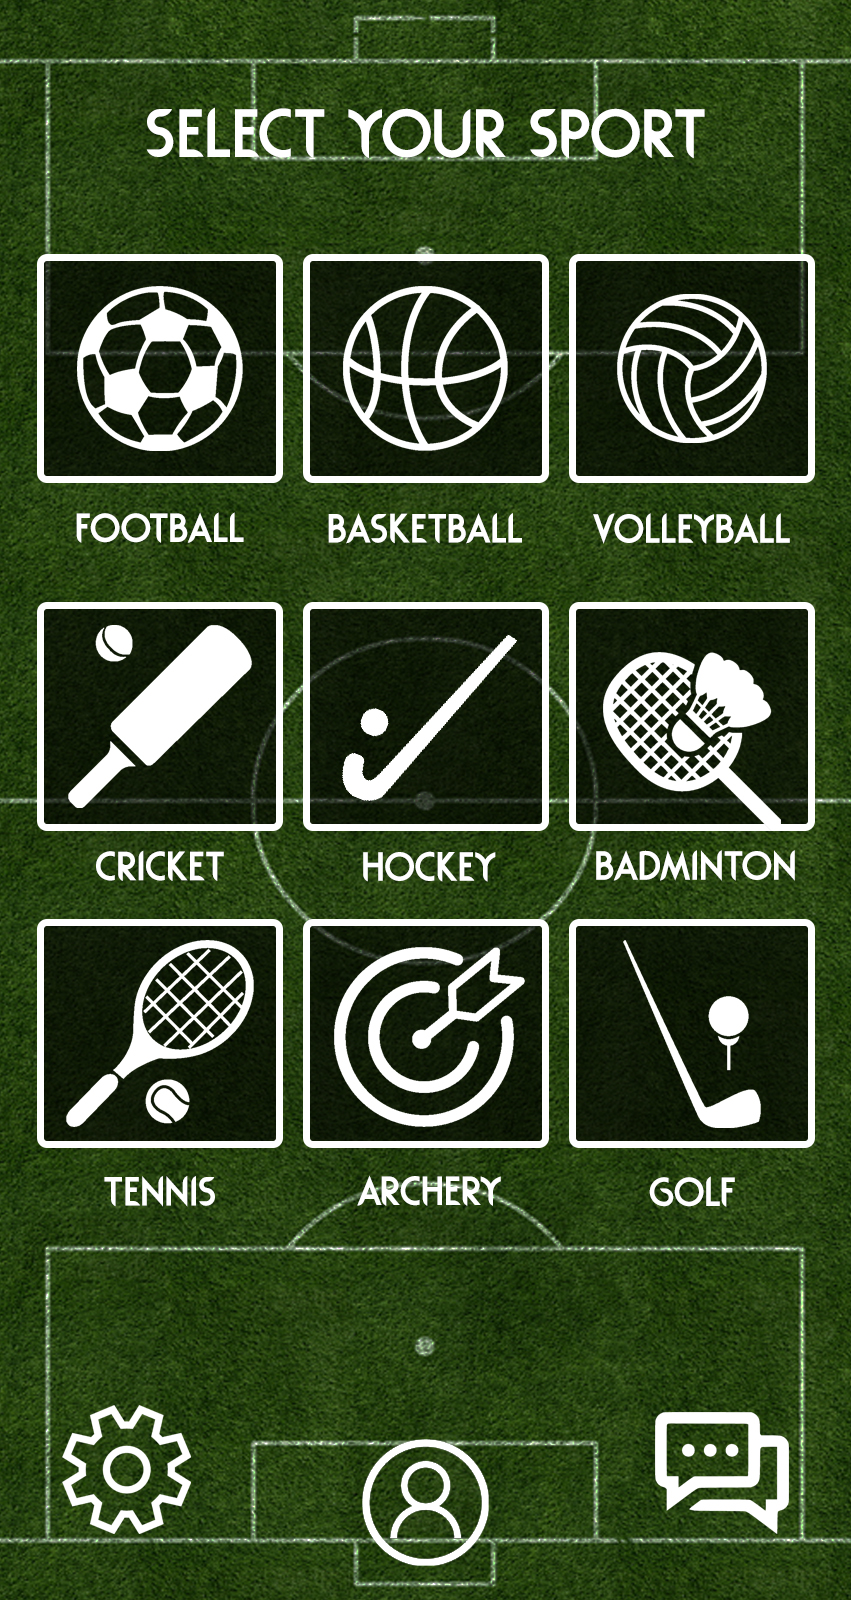 SELECT YOUR SPORT
FOOTBALL BASKETBALL VOLLEYBALL
CRICKET HOCKEY BADMINTON
TENNIS ARCHERY GOLF